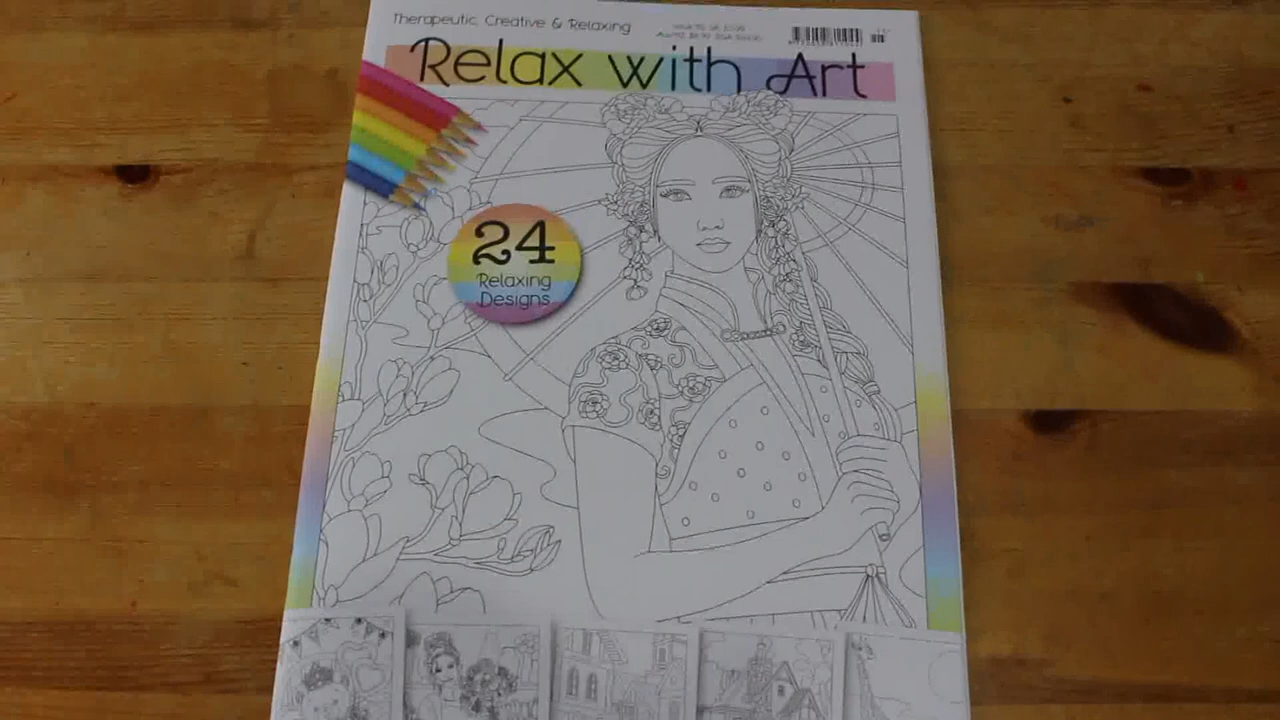 Therapeutic, Creative & Relaxing
Relax with Art
24
Relaxing
Designs